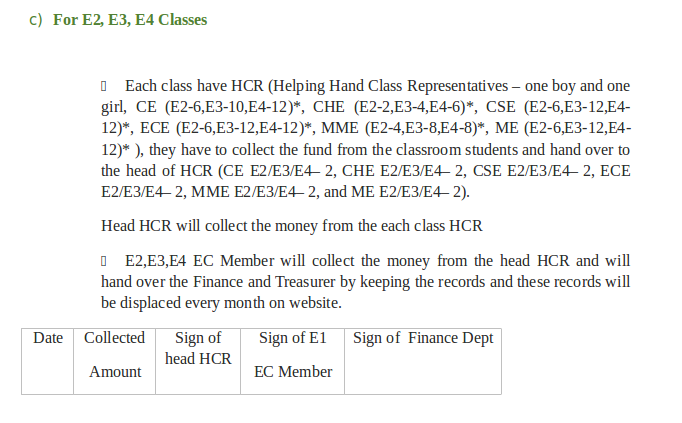 c) For E2, E3, E4 Classes
Each class have HCR (Helping Hand Class Representatives – one boy and one
girl, CE (E2-6,E3-10,E4-12)*, CHE (E2-2,E3-4,E4-6)*, CSE (E2-6,E3-12,E4-
12)*, ECE (E2-6,E3-12,E4-12)*, MME (E2-4,E3-8,E4-8)*, ME (E2-6,E3-12,E4-
12)* ), they have to collect the fund from the classroom students and hand over to
the head of HCR (CE E2/E3/E4– 2, CHE E2/E3/E4– 2, CSE E2/E3/E4– 2, ECE
E2/E3/E4– 2, MME E2/E3/E4– 2, and ME E2/E3/E4– 2).
Head HCR will collect the money from the each class HCR
E2,E3,E4 EC Member will collect the money from the head HCR and will
hand over the Finance and Treasurer by keeping the records and these records will
be displaced every month on website.
Date Collected Sign of Sign of E1 Sign of Finance Dept
head HCR
Amount EC Member